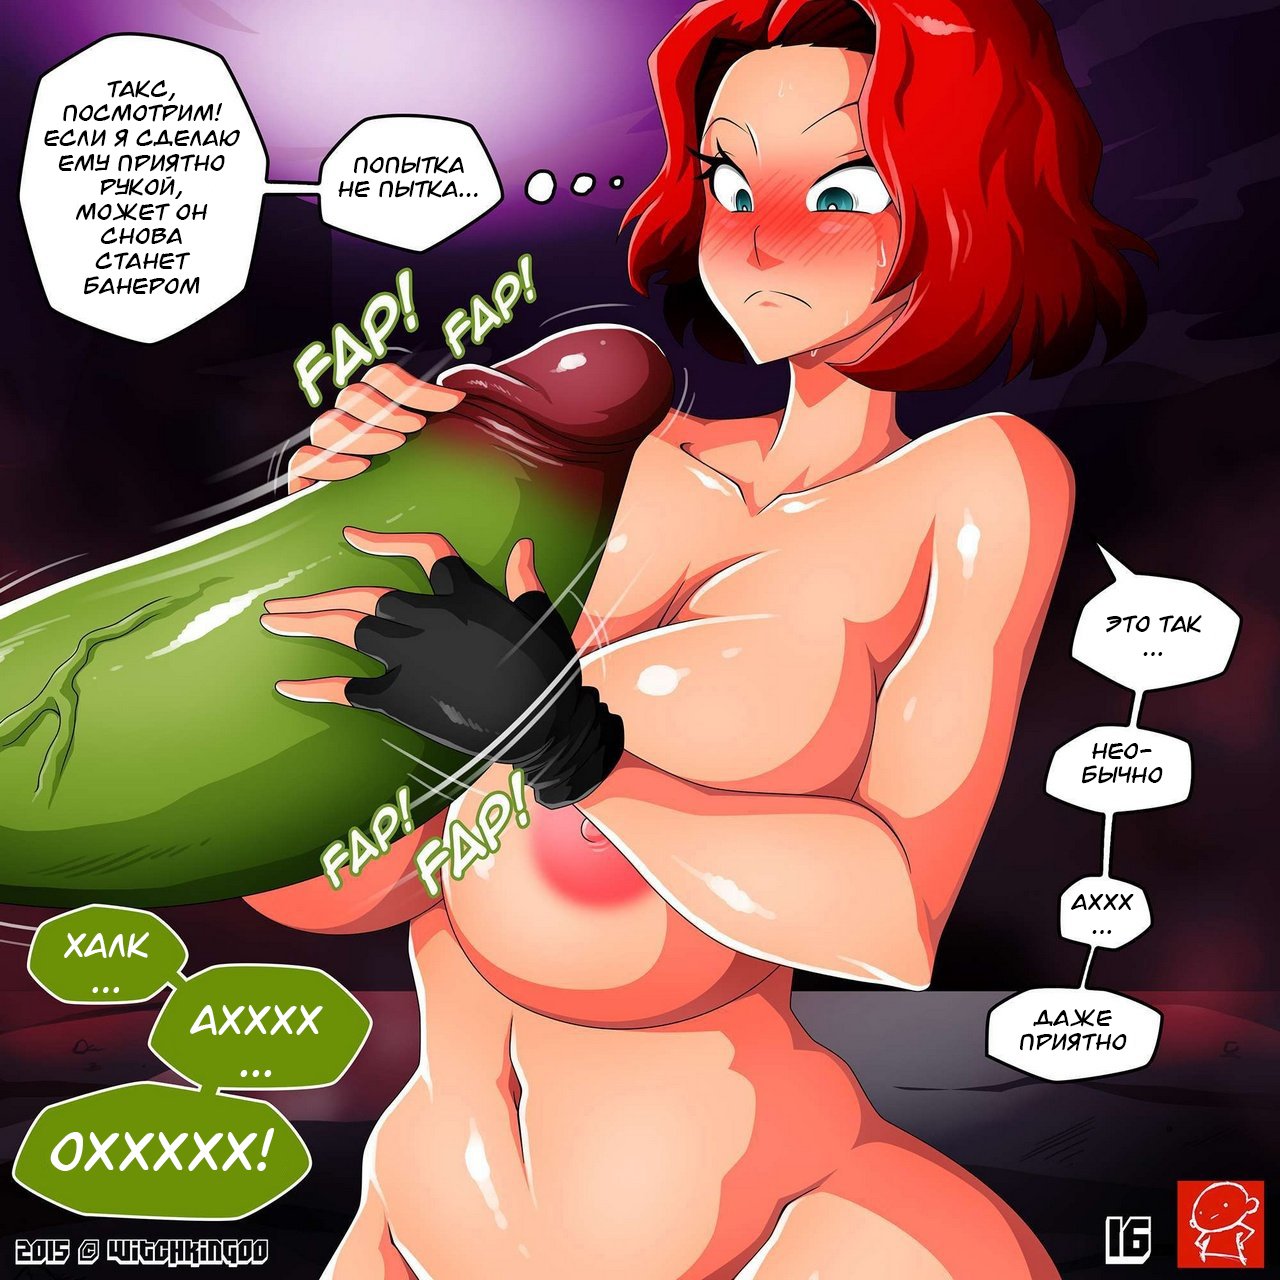 ТАКС,
ПОСМОТРИМ!
ЕСЛИ Я СДЕЛАЮ
ЕМУ ПРИЯТНО
РУКОЙ,
МОЖЕТ ОН
СНОВА
СТАНЕТ
БАНЕРОМ
ПОПЫТКА
НЕ ПЫТКА...
FAP!
FAP!
ЭТО ТАК
...
НЕО-
БЫЧНО
АХХХ
...
ДАЖЕ
ПРИЯТНО
FAP!
FAP!
ХАЛК
...
АХХХХ
...
ОХХХХХ!
2015 © WITCHKING00
16